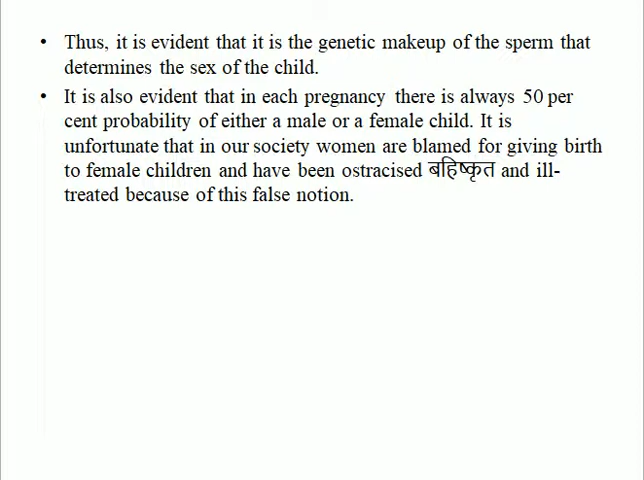 • Thus, it is evident that it is the genetic makeup of the sperm that
determines the sex of the child.
• It is also evident that in each pregnancy there is always 50 per
cent probability of either a male or a female child. It is
unfortunate that in our society women are blamed for giving birth
to female children and have been ostracised बहिष्कृत and ill-
treated because of this false notion.